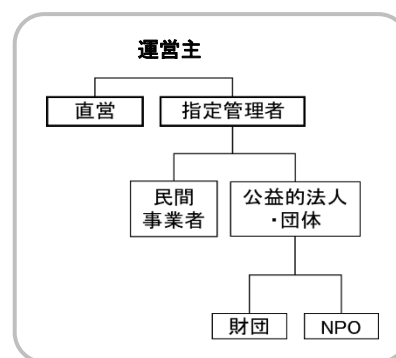 運営主
直営
指定管理者
民間
事業者
公益的法人
・団体
財団
NPO